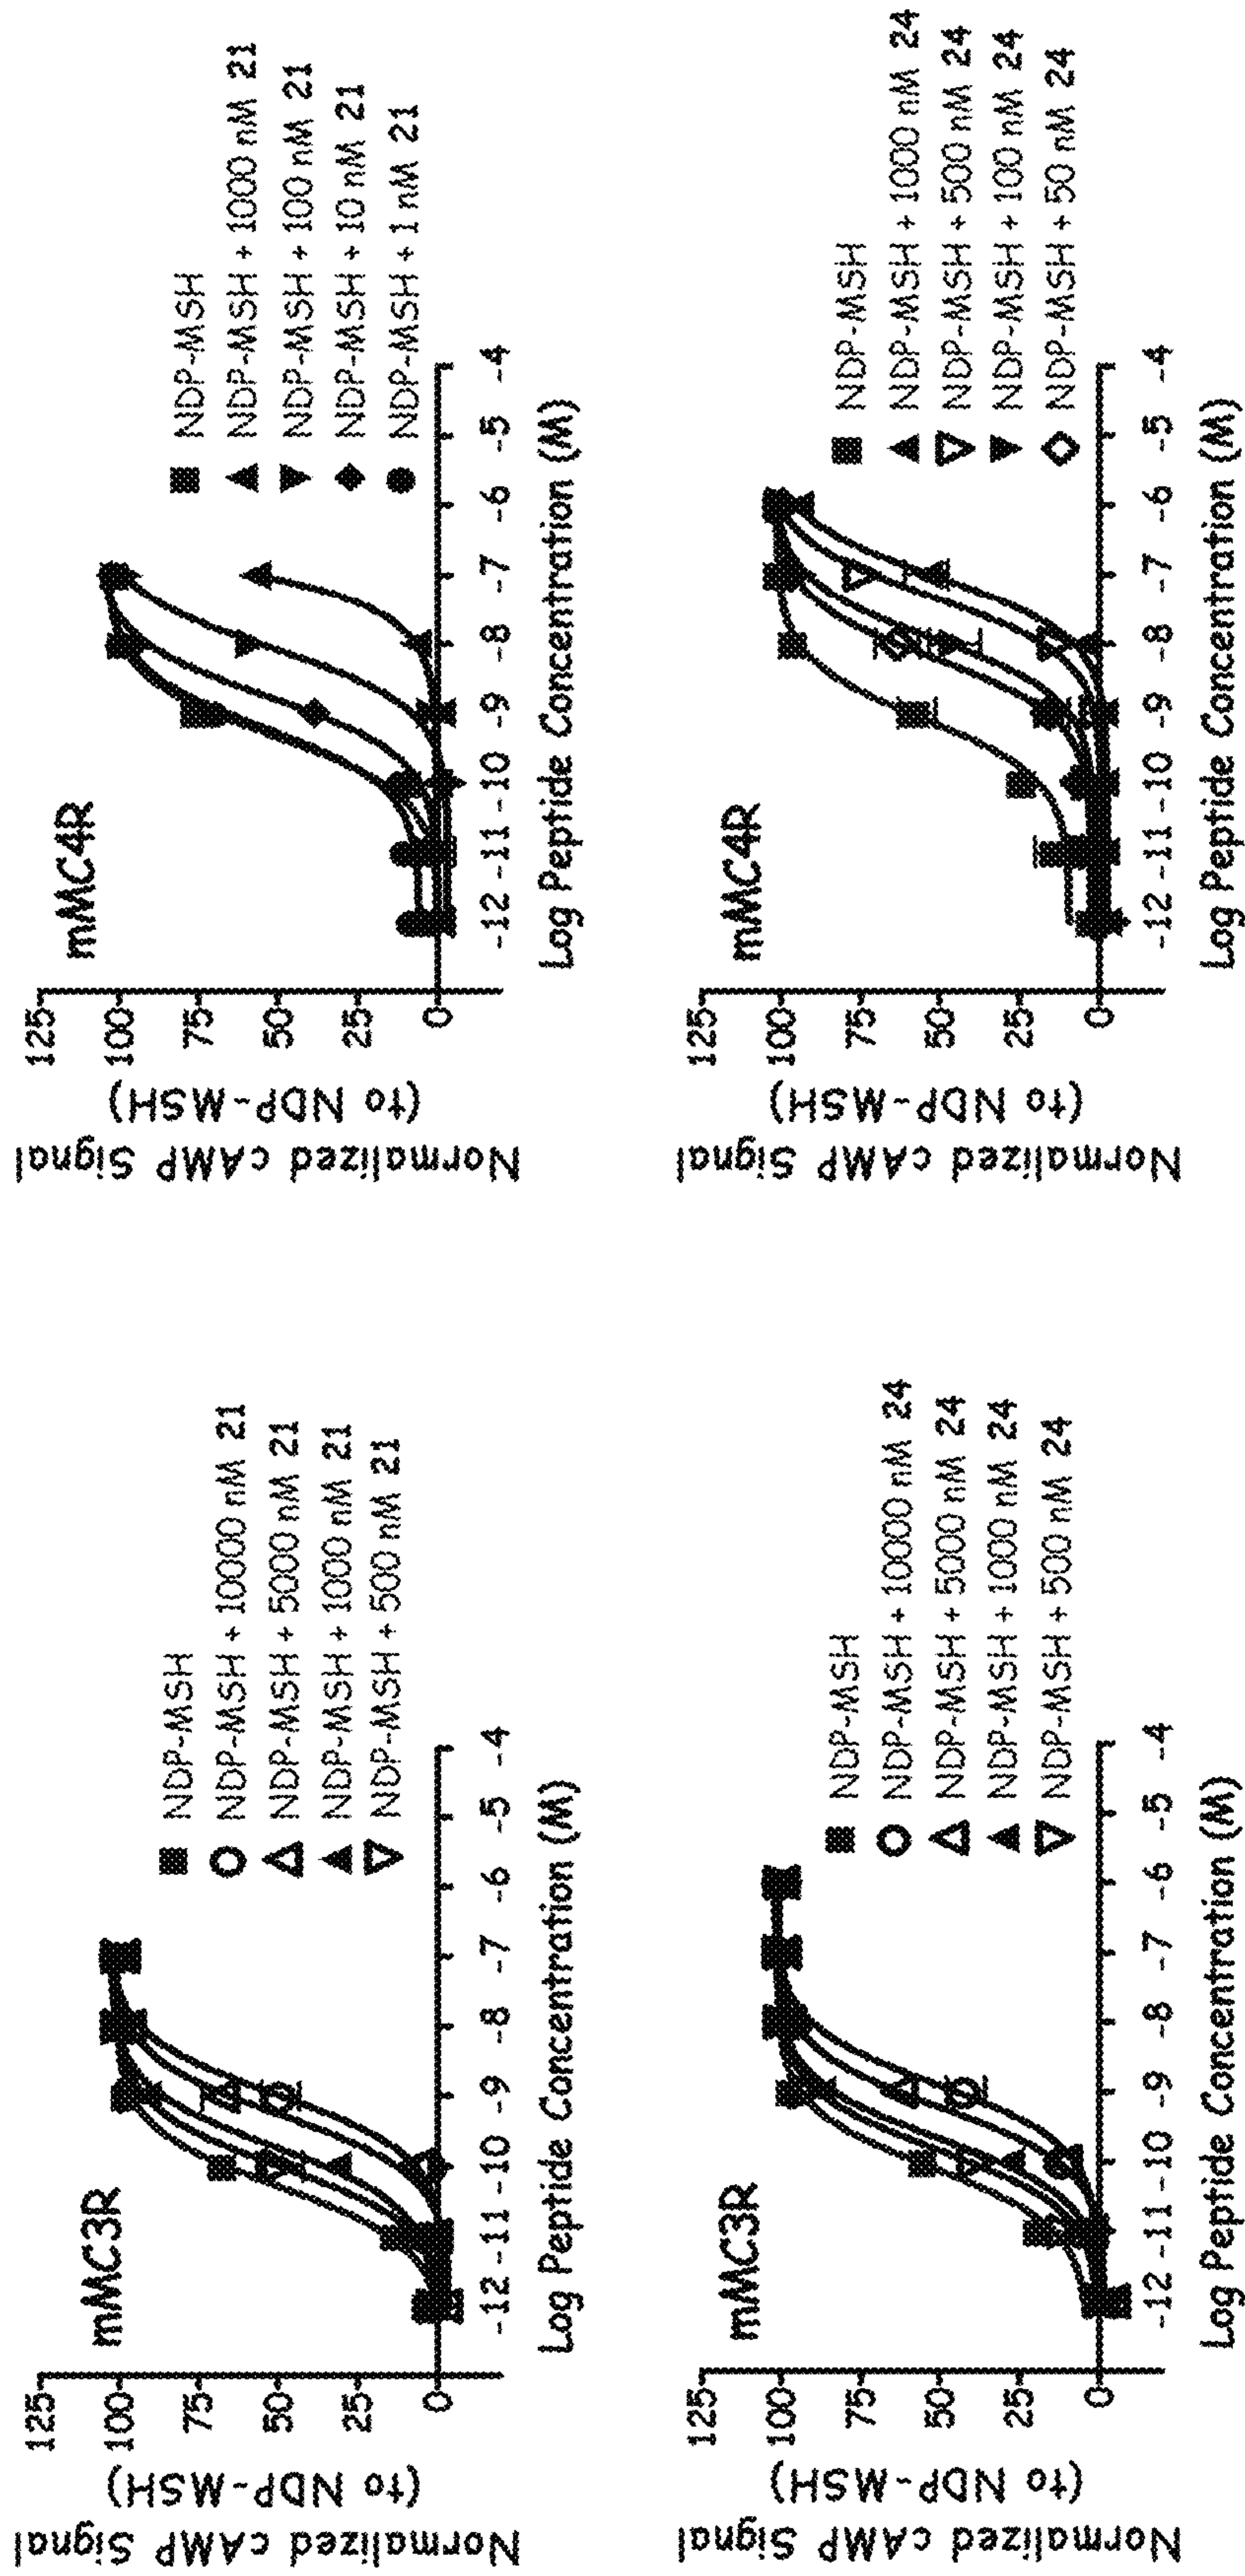 mMC3R
Normalized cAMP Signal
(to NDP-MSH)
125
100
75
50
25
0
-12 -11 -10 -9 -8 -7 -6 -5 -4
Log Peptide Concentration (M)
NDP-MSH
NDP-MSH + 10000 nM 21
NDP-MSH + 5000 nM 21
NDP-MSH + 1000 nM 21
NDP-MSH + 500 nM 21
mMC4R
Normalized cAMP Signal
(to NDP-MSH)
125
100
75
50
25
0
-12 -11 -10 -9 -8 -7 -6 -5 -4
Log Peptide Concentration (M)
NDP-MSH
NDP-MSH + 1000 nM 21
NDP-MSH + 100 nM 21
NDP-MSH + 10 nM 21
NDP-MSH + 1 nM 21
mMC3R
Normalized cAMP Signal
(to NDP-MSH)
125
100
75
50
25
0
-12 -11 -10 -9 -8 -7 -6 -5 -4
Log Peptide Concentration (M)
NDP-MSH
NDP-MSH + 10000 nM 24
NDP-MSH + 5000 nM 24
NDP-MSH + 1000 nM 24
NDP-MSH + 500 nM 24
mMC4R
Normalized cAMP Signal
(to NDP-MSH)
125
100
75
50
25
0
-12 -11 -10 -9 -8 -7 -6 -5 -4
Log Peptide Concentration (M)
NDP-MSH
NDP-MSH + 1000 nM 24
NDP-MSH + 500 nM 24
NDP-MSH + 100 nM 24
NDP-MSH + 50 nM 24